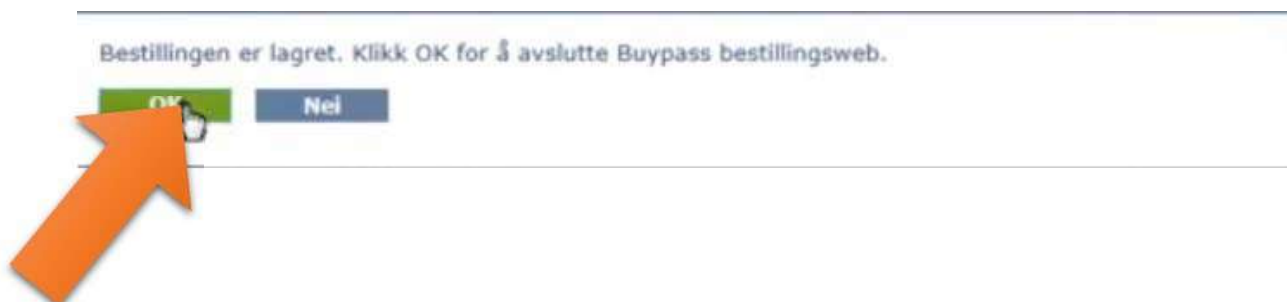 Bestillingen er lagret. Klikk OK for å avslutte Buypass bestillingsweb.
OK
Nei